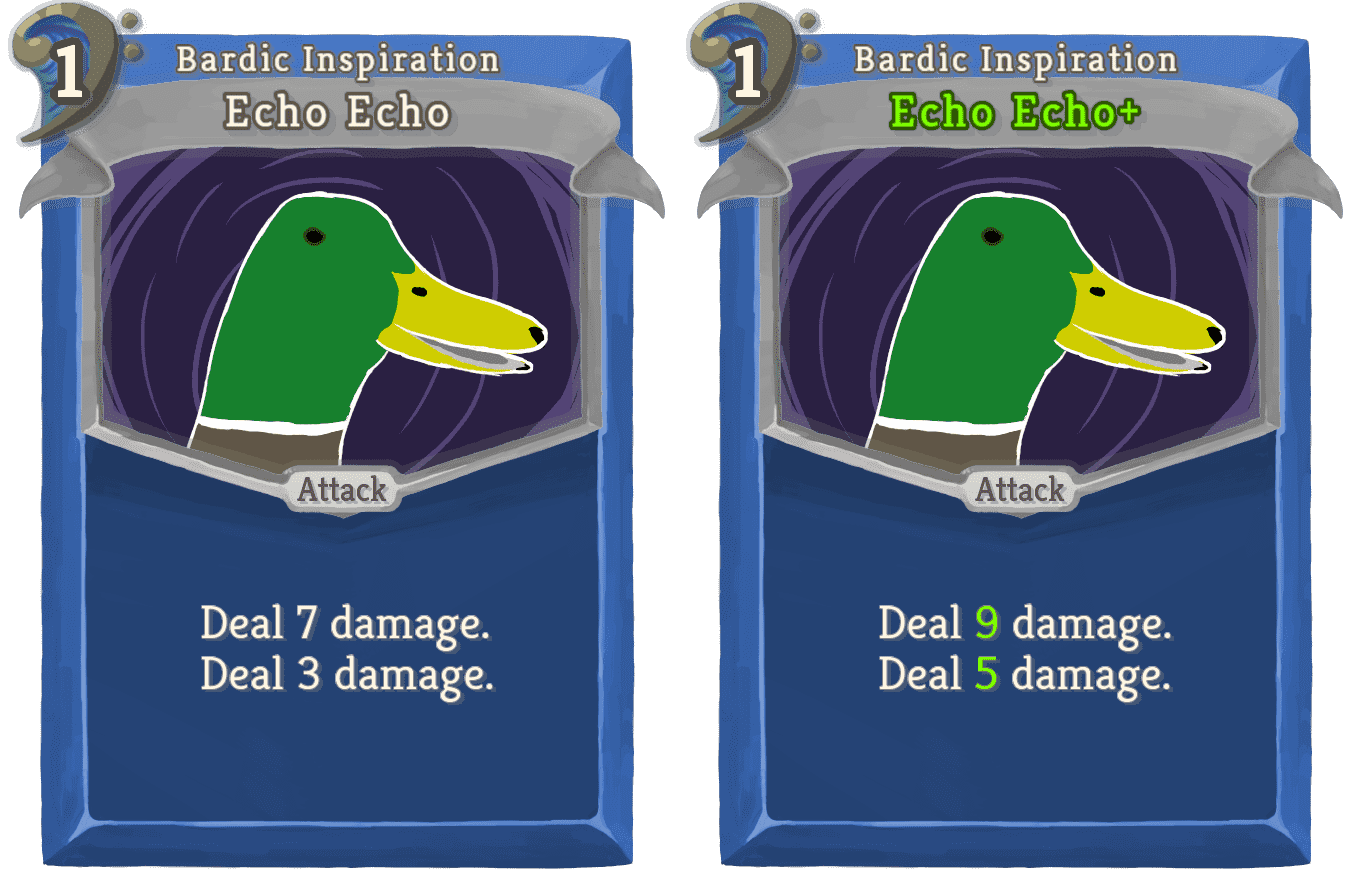 1
Bardic Inspiration
Echo Echo
Attack
Deal 7 damage.
Deal 3 damage.
1
Bardic Inspiration
Echo Echo+
Attack
Deal 9 damage.
Deal 5 damage.